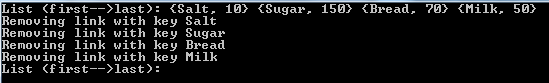 List (first-->last): {Salt, 10} {Sugar, 150} {Bread, 70} {Milk, 50}
Removing link with key Salt
Removing link with key Sugar
Removing link with key Bread
Removing link with key Milk
List (first-->last):